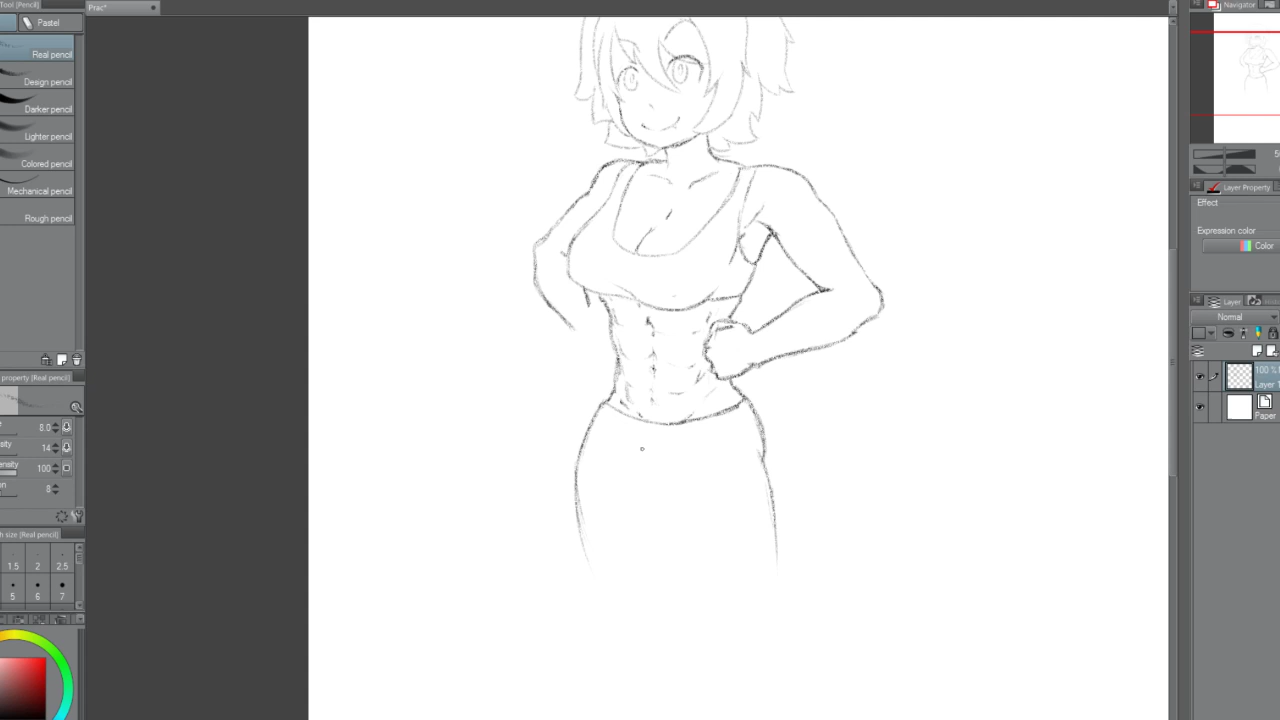 Tool [Pencil]
Pastel
Real pencil
Design pencil
Darker pencil
Lighter pencil
Colored pencil
Mechanical pencil
Rough pencil
property [Real pencil]
8.0
14
100
8
size [Real pencil]
1.5 2 2.5
5 6 7
Prac*
Navigator
Layer Property
Effect
Expression color
Color
Layer
Normal
100 %
Layer 1
Paper